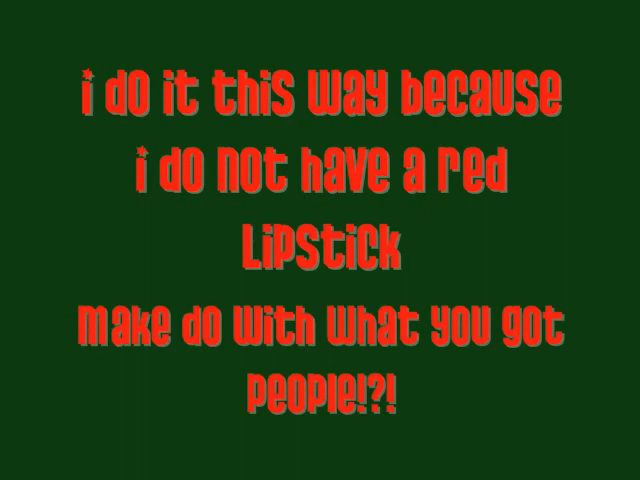 i do it this way because
i do not have a red
Lipstick
make do with what you got
people!?!